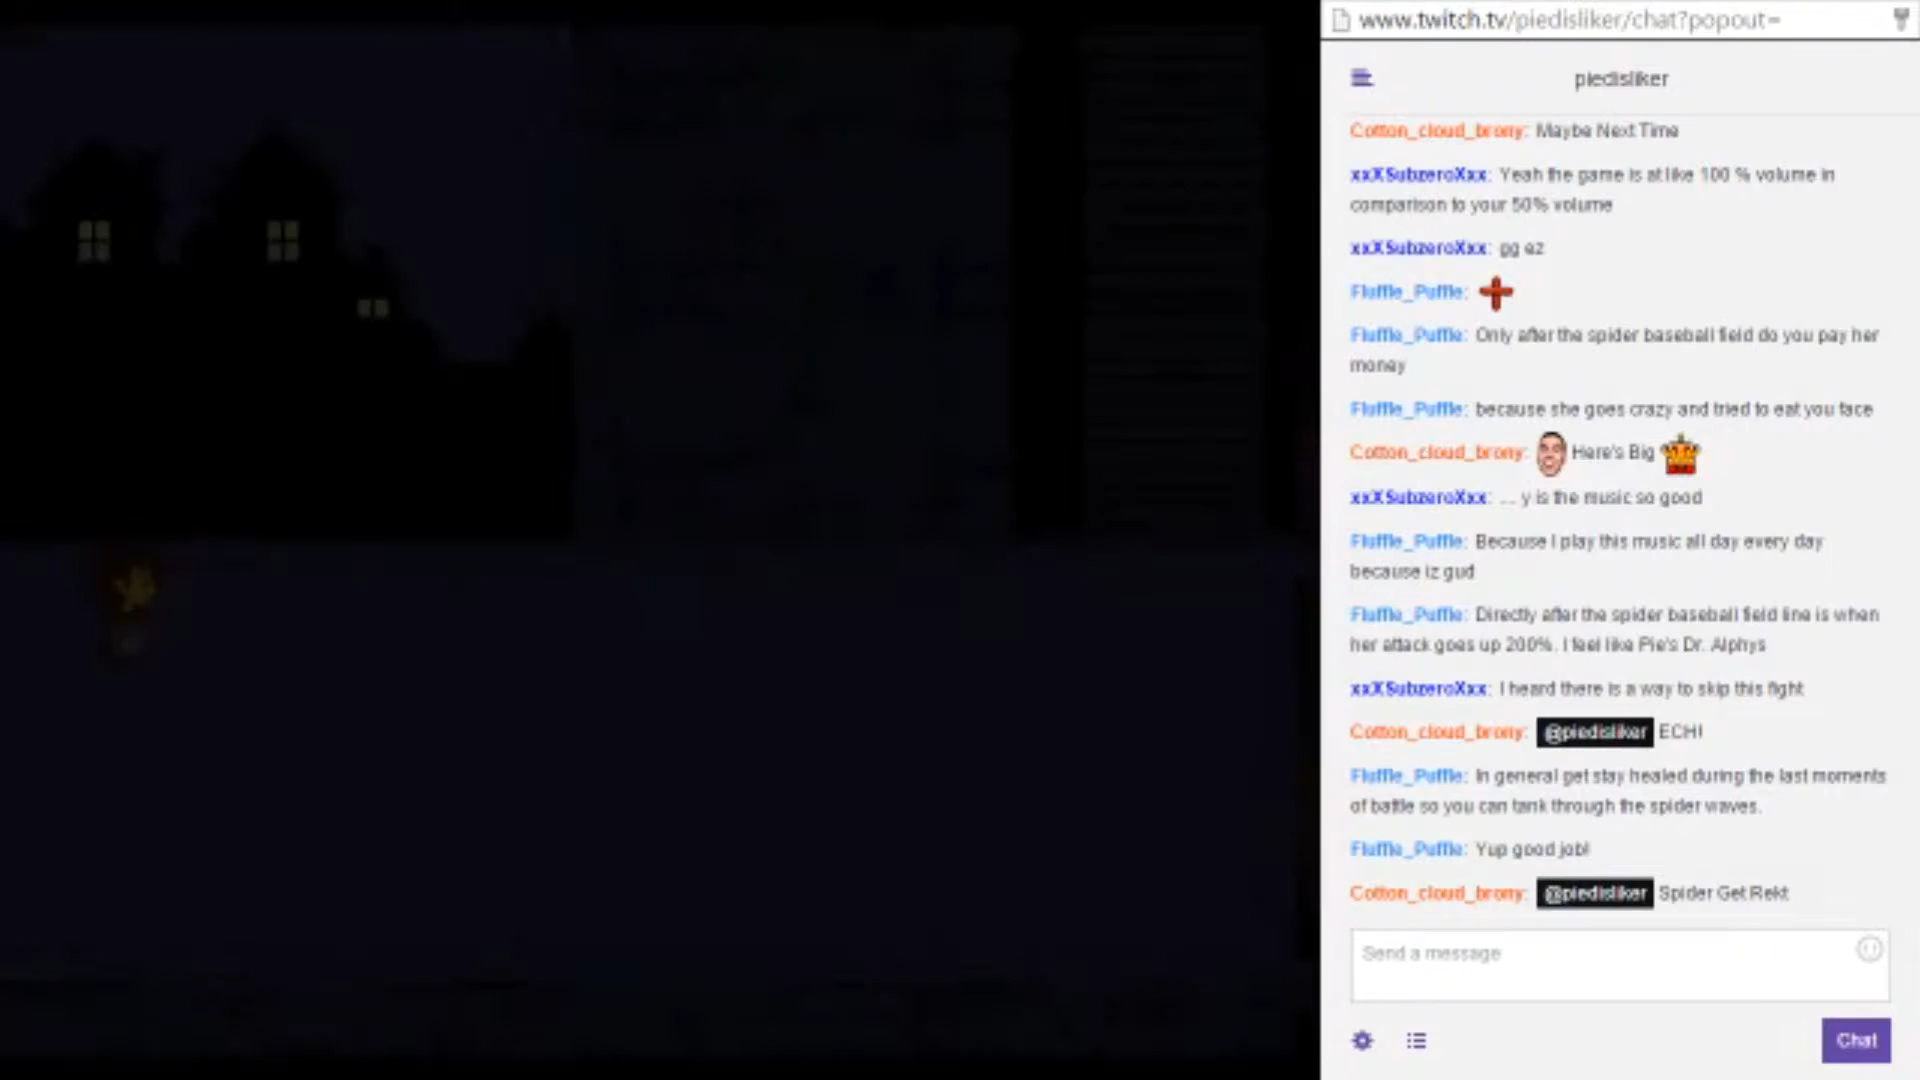 www.twitch.tv/piedisliker/chat?popout=
piedisliker
Cotton_cloud_brony: Maybe Next Time
xxXSubzeroXxx: Yeah the game is at like 100 % volume in
comparison to your 50% volume
xxXSubzeroXxx: gg ez
Fluffle_Puffle:
Fluffle_Puffle: Only after the spider baseball field do you pay her
money
Fluffle_Puffle: because she goes crazy and tried to eat you face
Cotton_cloud_brony: Here's Big
xxXSubzeroXxx: .... y is the music so good
Fluffle_Puffle: Because I play this music all day every day
because iz gud
Fluffle_Puffle: Directly after the spider baseball field line is when
her attack goes up 200%. I feel like Pie's Dr. Alphys
xxXSubzeroXxx: I heard there is a way to skip this fight
Cotton_cloud_brony: @piedisliker ECH!
Fluffle_Puffle: In general get stay healed during the last moments
of battle so you can tank through the spider waves.
Fluffle_Puffle: Yup good job!
Cotton_cloud_brony: @piedisliker Spider Get Rekt
Send a message
Chat